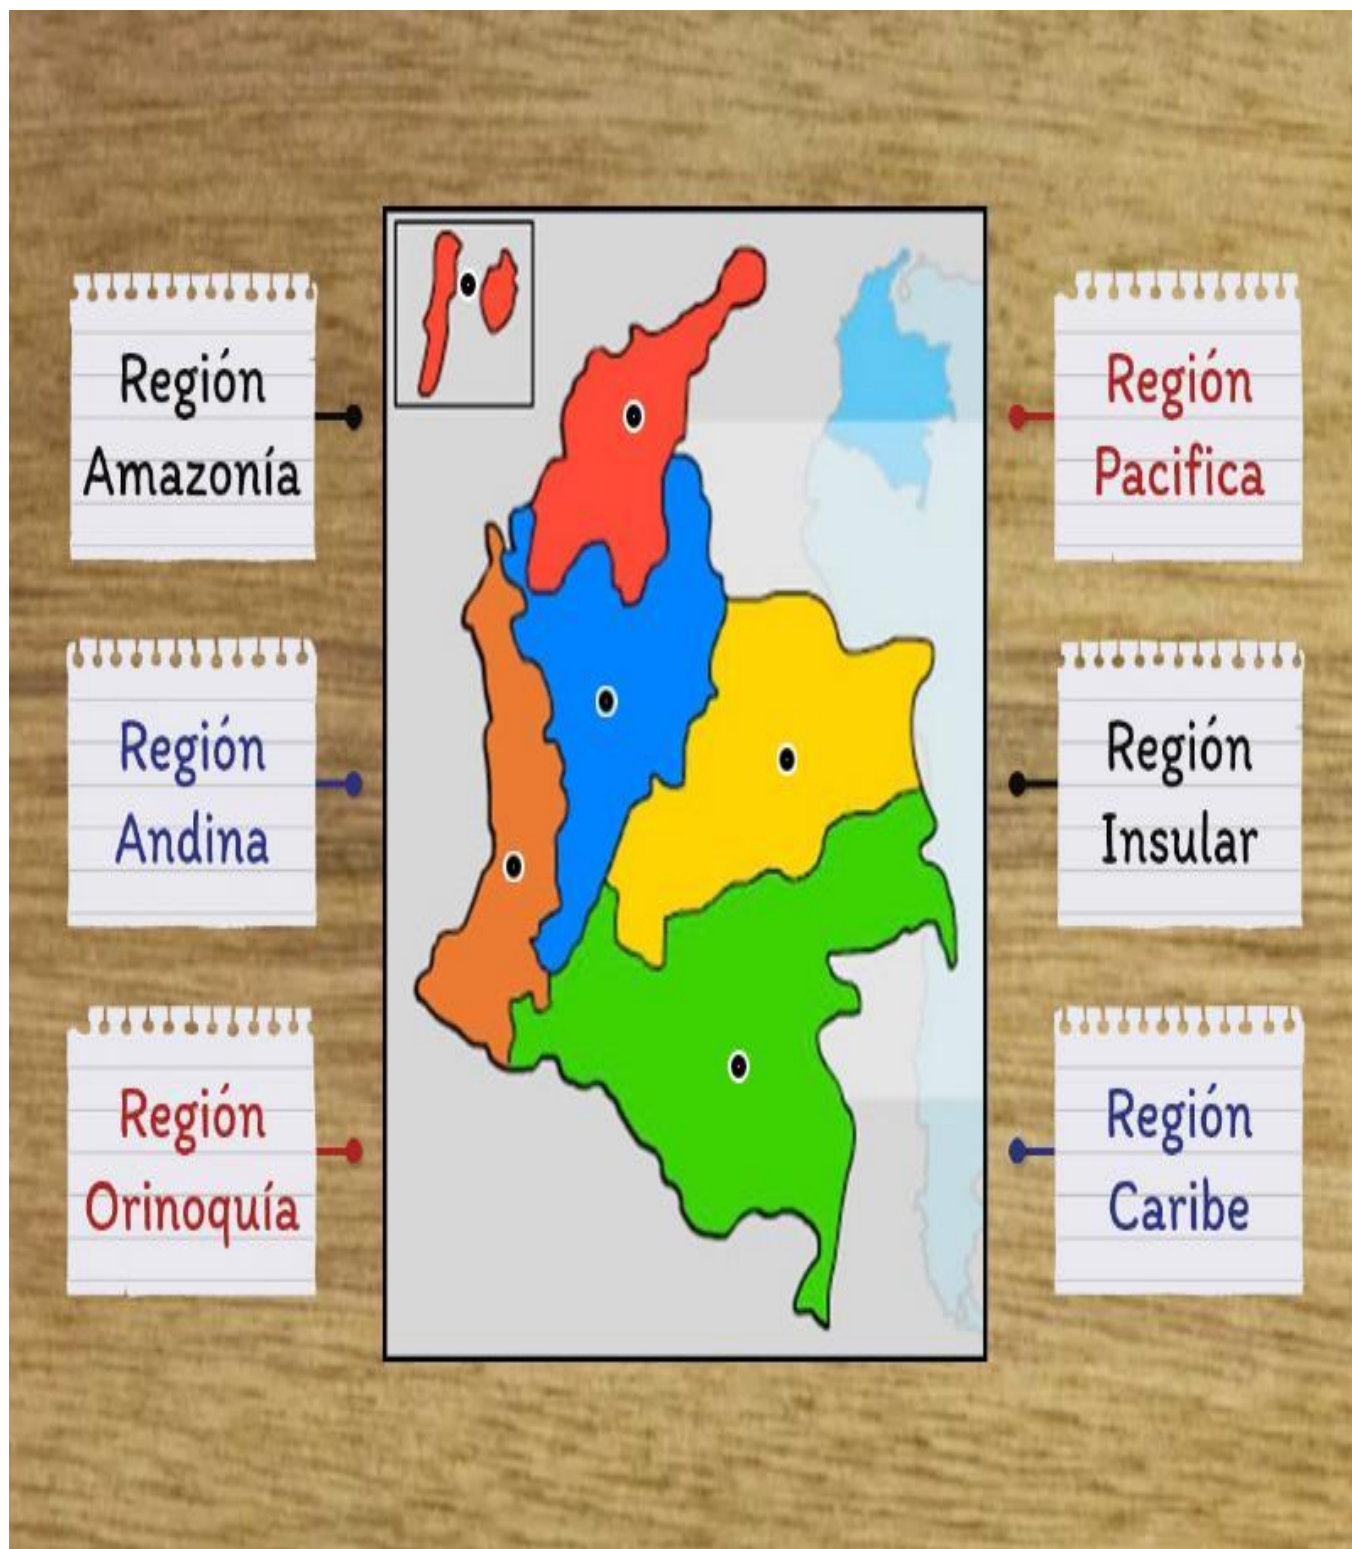 Región
Amazonía
Región
Andina
Región
Orinoquía
Región
Pacifica
Región
Insular
Región
Caribe